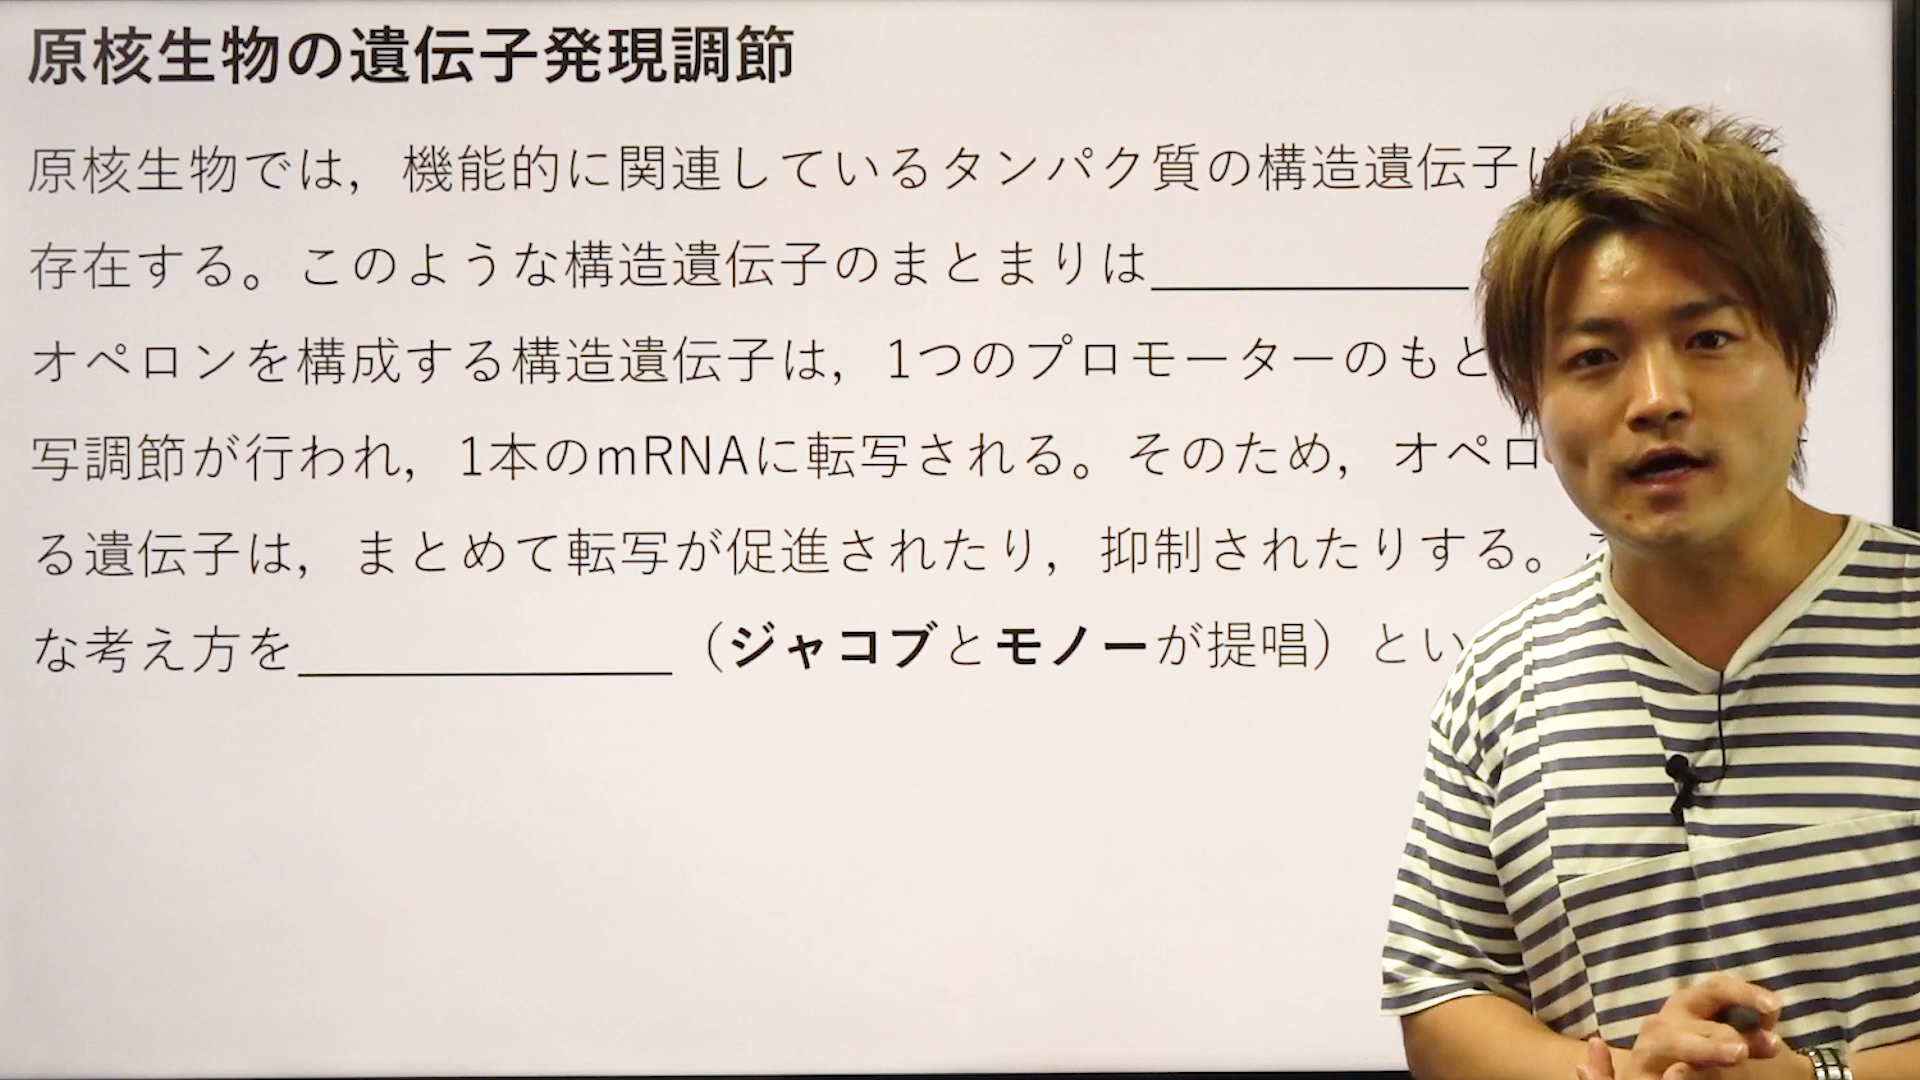 原核生物の遺伝子発現調節
原核生物では，機能的に関連しているタンパク質の構造遺伝子は
存在する。このような構造遺伝子のまとまりは
オペロンを構成する構造遺伝子は，1つのプロモーターのもと
写調節が行われ，1本のmRNAに転写される。そのため，オペロ
る遺伝子は，まとめて転写が促進されたり，抑制されたりする。
な考え方を （ジャコブとモノーが提唱）とい